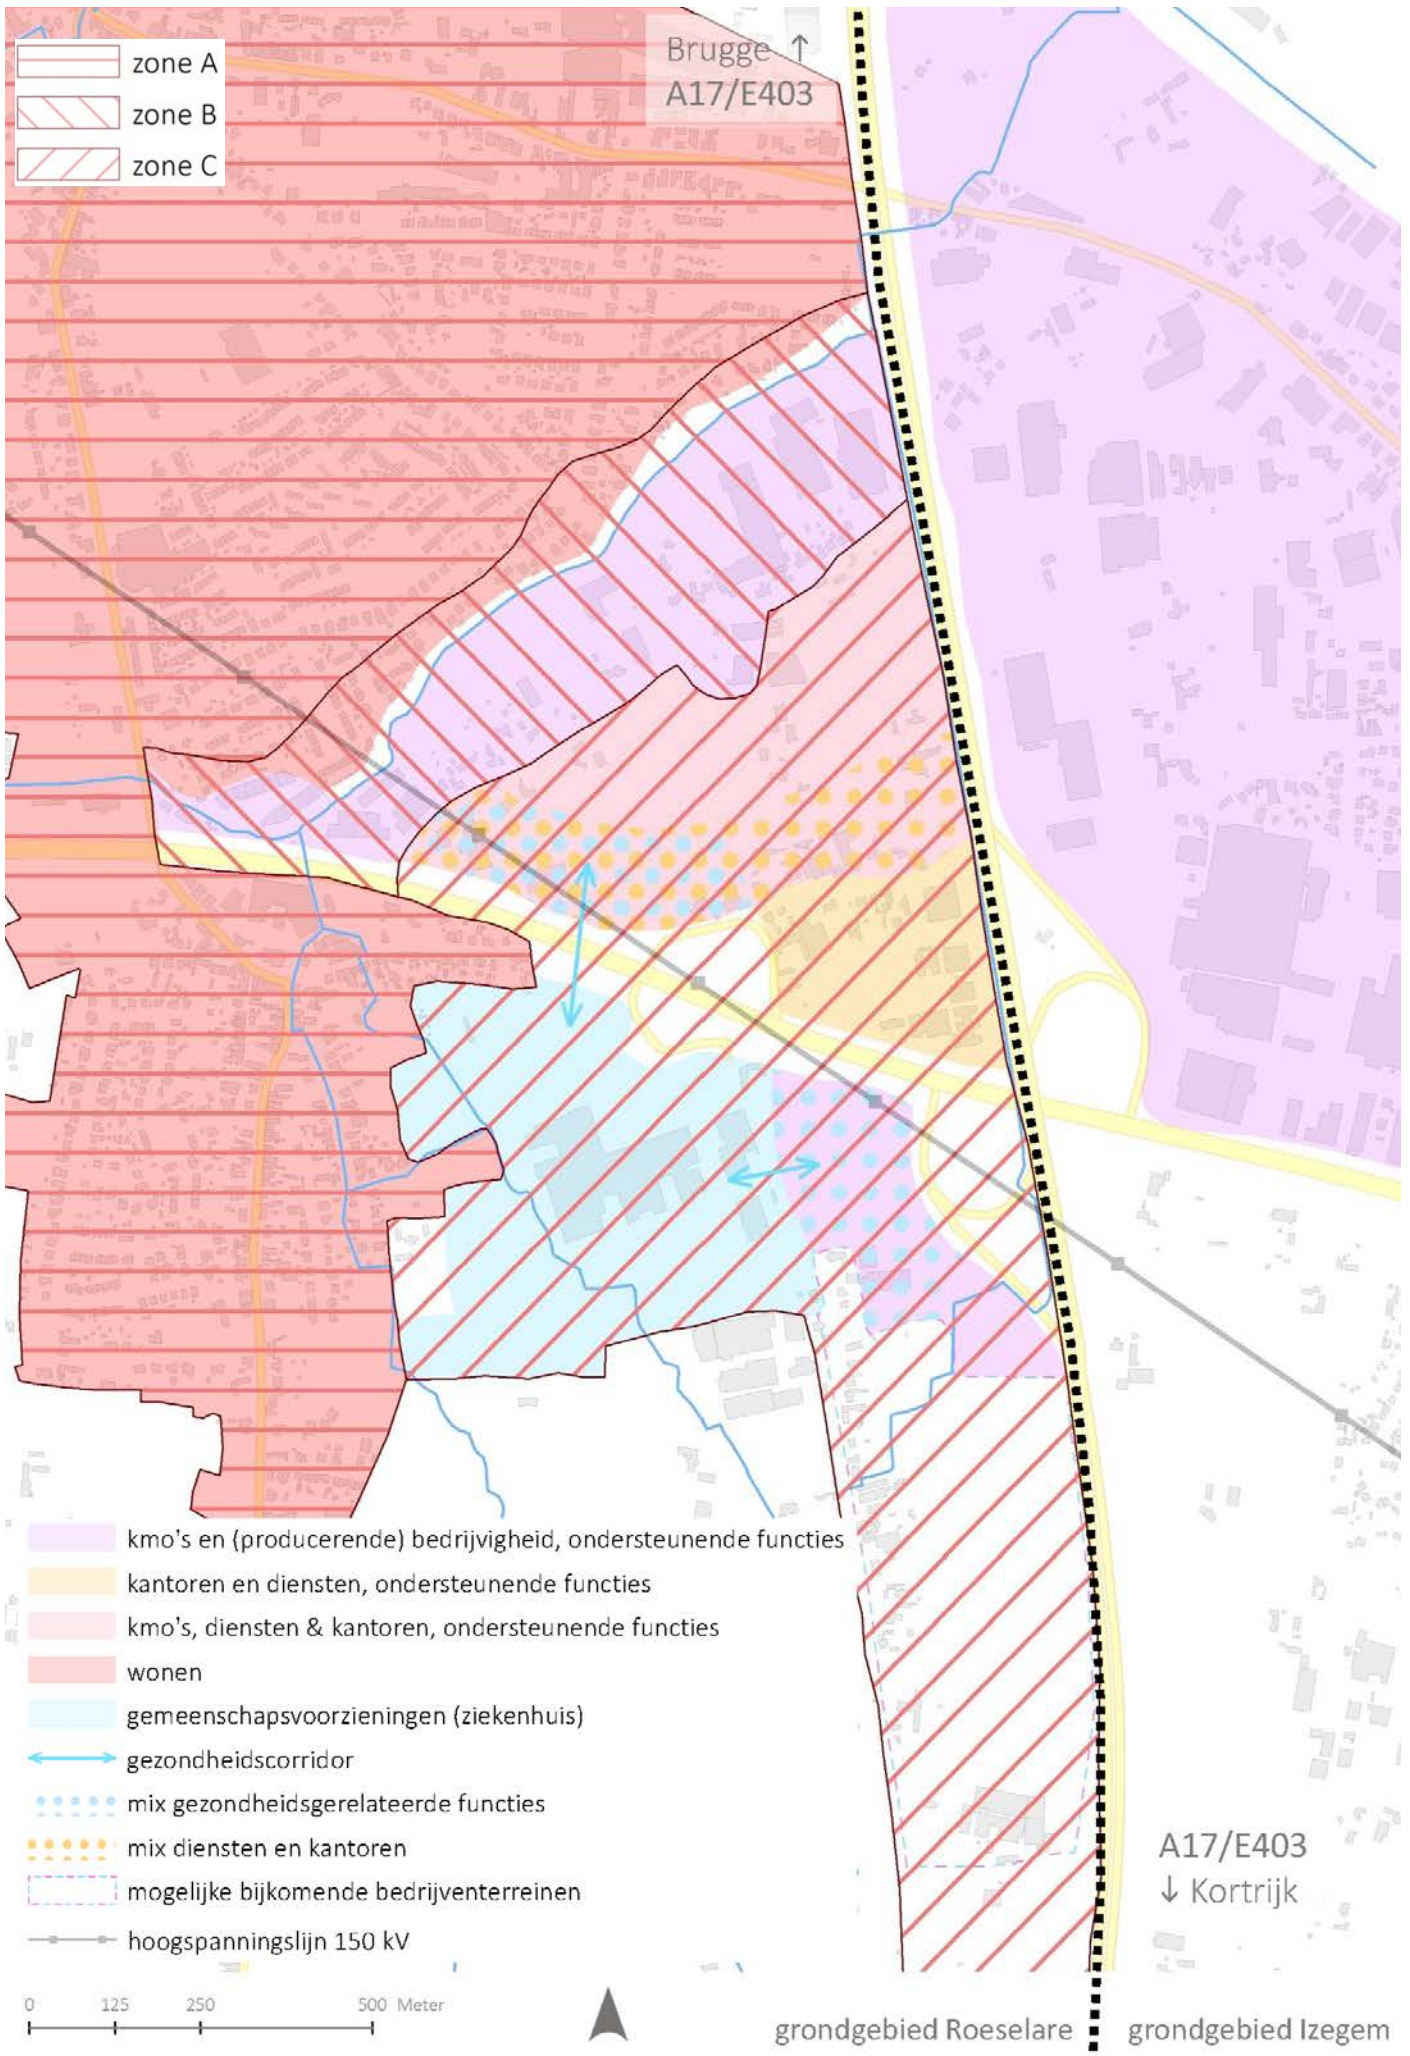 zone A
zone B
zone C
Brugge ↑
A17/E403
kmo's en (producerende) bedrijvigheid, ondersteunende functies
kantoren en diensten, ondersteunende functies
kmo's, diensten & kantoren, ondersteunende functies
wonen
gemeenschapsvoorzieningen (ziekenhuis)
gezondheidscorridor
mix gezondheidsgerelateerde functies
mix diensten en kantoren
mogelijke bijkomende bedrijventerreinen
hoogspanningslijn 150 kV
A17/E403
↓ Kortrijk
0 125 250 500 Meter
grondgebied Roeselare grondgebied Izegem